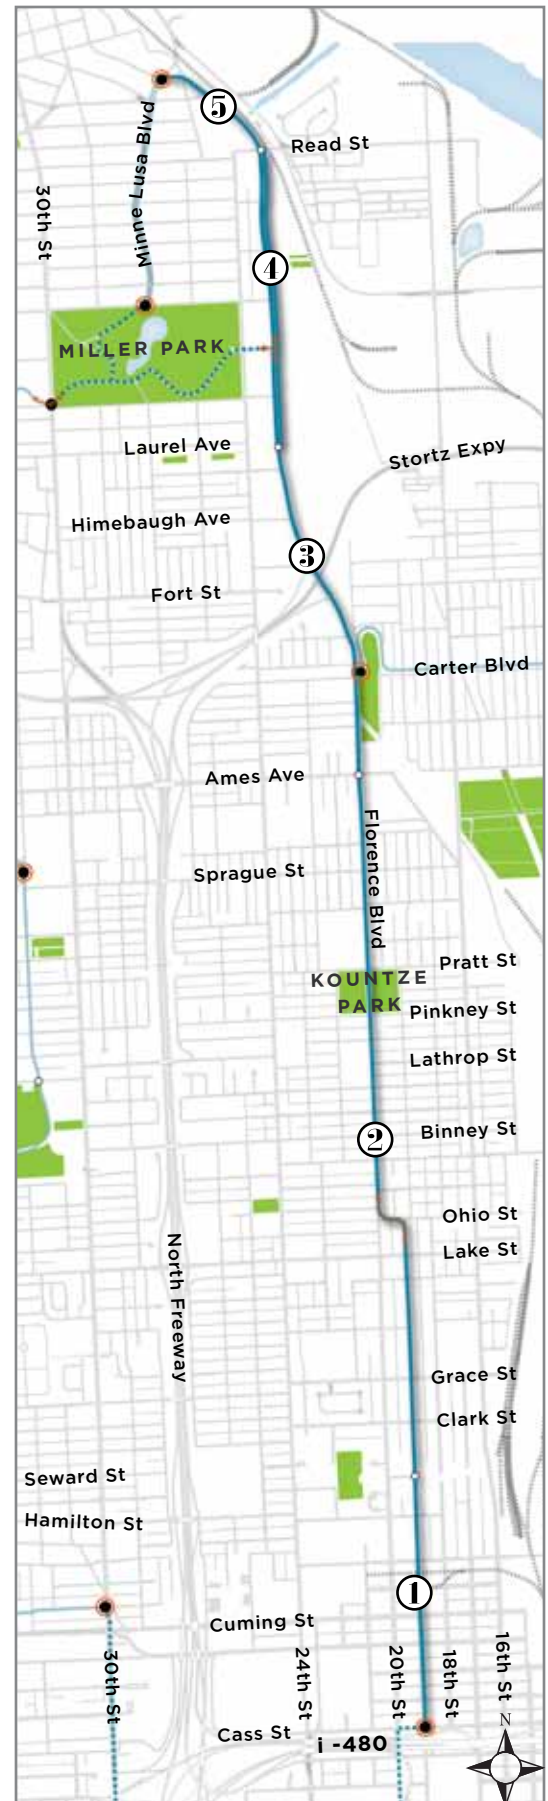 5
Read St
Minne Lusa Blvd
30th St
4
MILLER PARK
Laurel Ave
Stortz Expy
Himebaugh Ave
3
Fort St
Carter Blvd
Ames Ave
Florence Blvd
Sprague St
Pratt St
KOUNTZE
PARK
Pinkney St
Lathrop St
2
Binney St
Ohio St
Lake St
North Freeway
Grace St
Clark St
Seward St
Hamilton St
1
Cuming St
30th St
24th St
20th St
18th St
16th St
Cass St
i -480
N